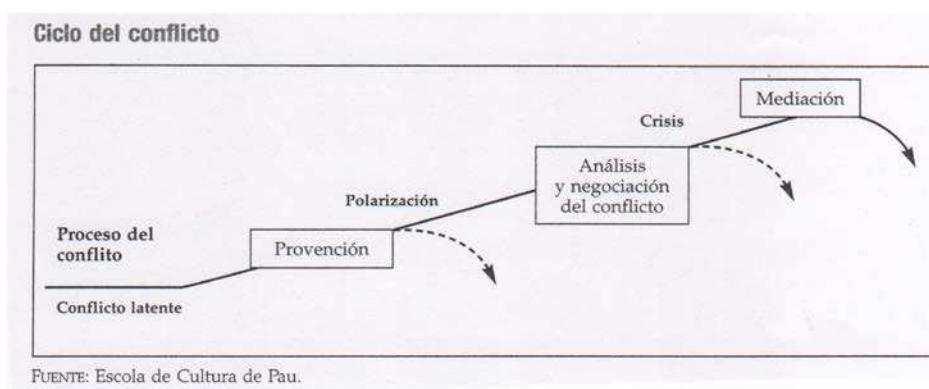 Ciclo del conflicto
Mediación
Crisis
Análisis
y negociación
del conflicto
Polarización
Proceso del
conflito
Provención
Conflicto latente
FUENTE: Escola de Cultura de Pau.